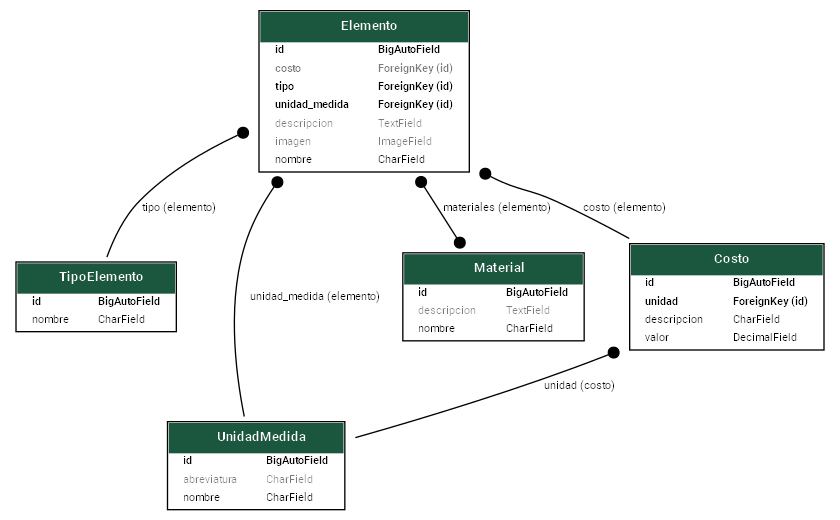 Elemento
id BigAutoField
costo ForeignKey (id)
tipo ForeignKey (id)
unidad_medida ForeignKey (id)
descripcion TextField
imagen ImageField
nombre CharField
tipo (elemento)
materiales (elemento)
costo (elemento)
TipoElemento
id BigAutoField
nombre CharField
unidad_medida (elemento)
Material
id BigAutoField
descripcion TextField
nombre CharField
Costo
id BigAutoField
unidad ForeignKey (id)
descripcion CharField
valor DecimalField
unidad (costo)
UnidadMedida
id BigAutoField
abreviatura CharField
nombre CharField